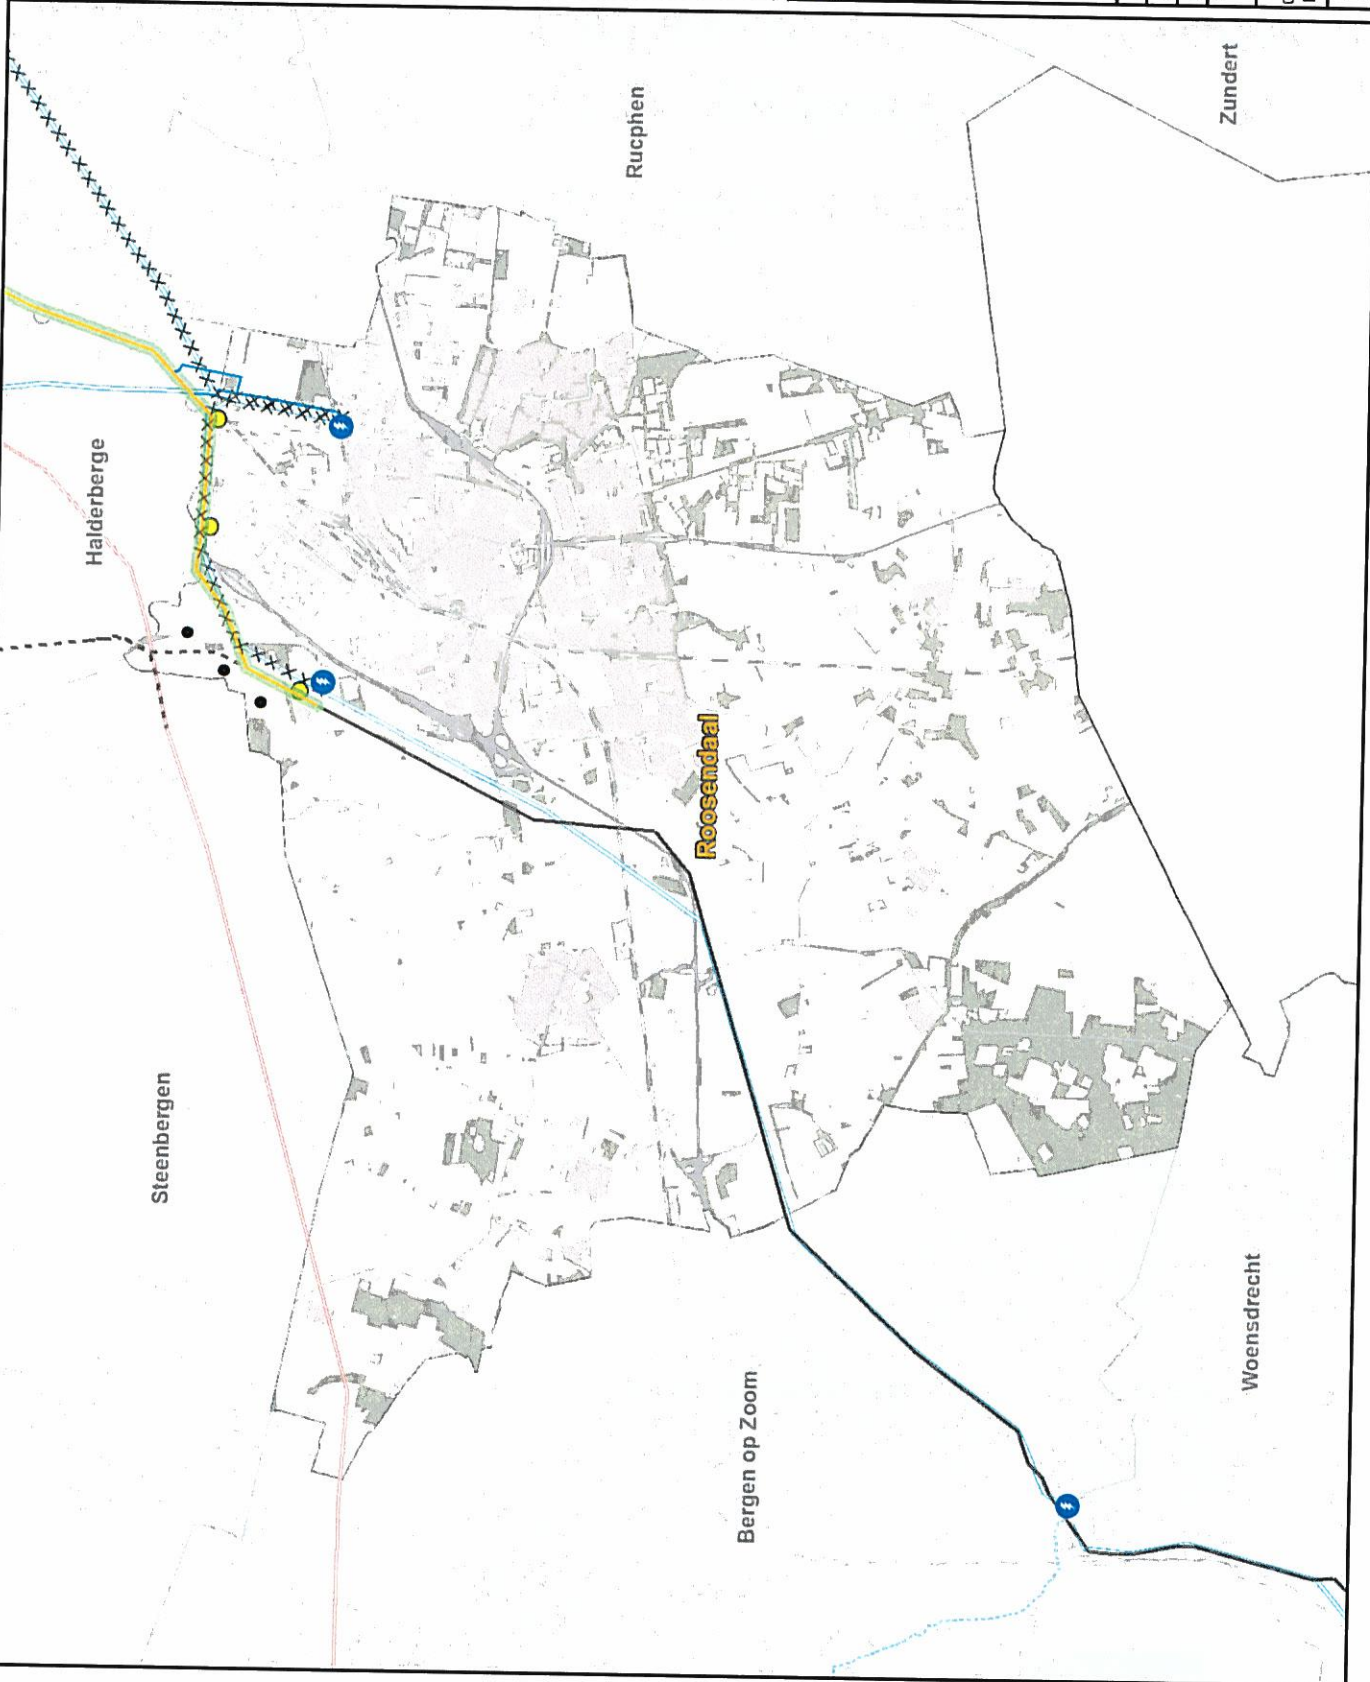 Steenbergen
Halderberge
Bergen op Zoom
Roosendaal
Rucphen
Woensdrecht
Zundert